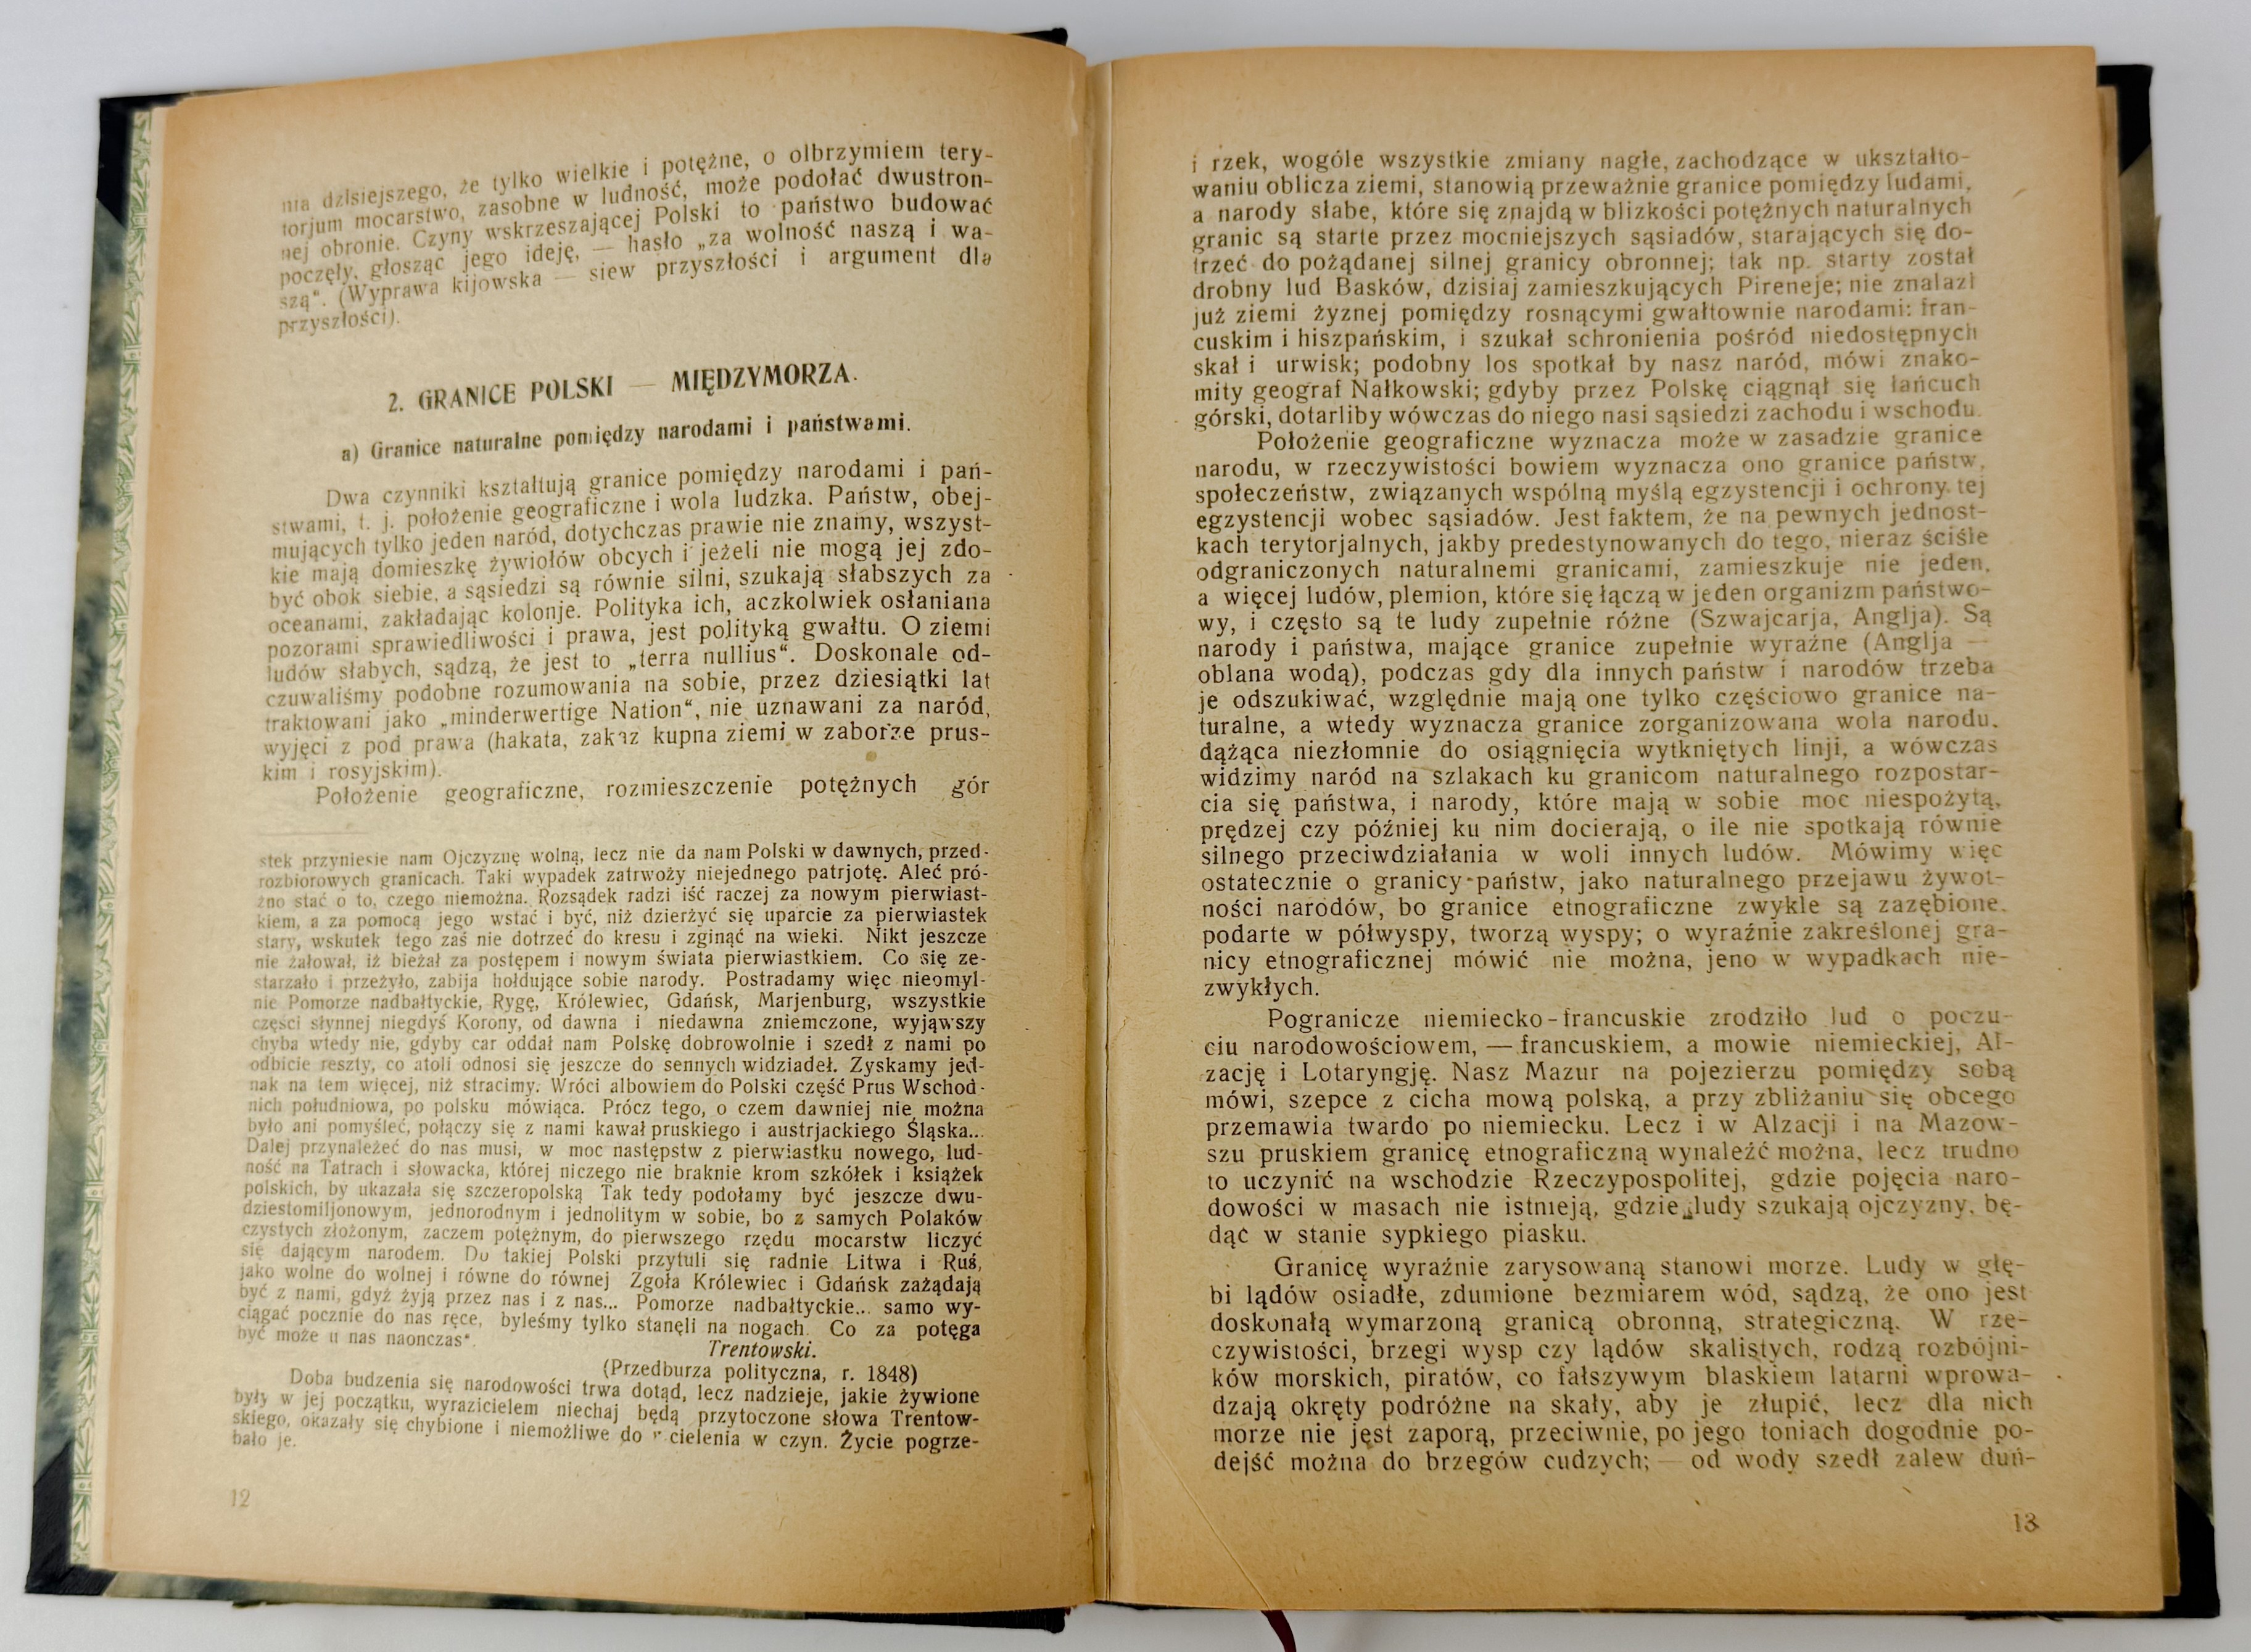 nia dzisiejszego, że tylko wielkie i potężne, o olbrzymiem tery-
torjum mocarstwo, zasobne w ludność, może podołać dwustron-
nej obronie. Czyny wskrzeszającej Polski to państwo budować
poczęły, głosząc jego ideję, — hasło „za wolność naszą i wa-
szą“. (Wyprawa kijowska — siew przyszłości i argument dla
przyszłości).
2. GRANICE POLSKI — MIĘDZYMORZA.
a) Granice naturalne pomiędzy narodami i państwami.
Dwa czynniki kształtują granice pomiędzy narodami i pań-
stwami, t. j. położenie geograficzne i wola ludzka. Państw, obej-
mujących tylko jeden naród, dotychczas prawie nie znamy, wszyst-
kie mają domieszkę żywiołów obcych i jeżeli nie mogą jej zdo-
być obok siebie, a sąsiedzi są równie silni, szukają słabszych za
oceanami, zakładając kolonje. Polityka ich, aczkolwiek osłaniana
pozorami sprawiedliwości i prawa, jest polityką gwałtu. O ziemi
ludów słabych, sądzą, że jest to „terra nullius“. Doskonale od-
czuwaliśmy podobne rozumowania na sobie, przez dziesiątki lat
traktowani jako „minderwertige Nation“, nie uznawani za naród,
wyjęci z pod prawa (hakata, zakaz kupna ziemi w zaborze prus-
kim i rosyjskim).
Położenie geograficzne, rozmieszczenie potężnych gór
stek przyniesie nam Ojczyznę wolną, lecz nie da nam Polski w dawnych, przed-
rozbiorowych granicach. Taki wypadek zatrwoży niejednego patrjotę. Aleć pró-
żno stać o to, czego niemożna. Rozsądek radzi iść raczej za nowym pierwiast-
kiem, a za pomocą jego wstać i być, niż dzierżyć się uparcie za pierwiastek
stary, wskutek tego zaś nie dotrzeć do kresu i zginąć na wieki. Nikt jeszcze
nie żałował, iż bieżał za postępem i nowym świata pierwiastkiem. Co się ze-
starzało i przeżyło, zabija hołdujące sobie narody. Postradamy więc nieomyl-
nie Pomorze nadbałtyckie, Rygę, Królewiec, Gdańsk, Marjenburg, wszystkie
części słynnej niegdyś Korony, od dawna i niedawna zniemczone, wyjąwszy
chyba wtedy nie, gdyby car oddał nam Polskę dobrowolnie i szedł z nami po
odbicie reszty, co atoli odnosi się jeszcze do sennych widziadeł. Zyskamy jed-
nak na tem więcej, niż stracimy. Wróci albowiem do Polski część Prus Wschod-
nich południowa, po polsku mówiąca. Prócz tego, o czem dawniej nie można
było ani pomyśleć, połączy się z nami kawał pruskiego i austrjackiego Śląska...
Dalej przynależeć do nas musi, w moc następstw z pierwiastku nowego, lud-
ność na Tatrach i słowacka, której niczego nie braknie krom szkółek i książek
polskich, by ukazała się szczeropolską Tak tedy podołamy być jeszcze dwu-
dziestomiljonowym, jednorodnym i jednolitym w sobie, bo z samych Polaków
czystych złożonym, zaczem potężnym, do pierwszego rzędu mocarstw liczyć
się dającym narodem. Do takiej Polski przytuli się radnie Litwa i Ruś,
jako wolne do wolnej i równe do równej Zgoła Królewiec i Gdańsk zażądają
być z nami, gdyż żyją przez nas i z nas... Pomorze nadbałtyckie... samo wy-
ciągać pocznie do nas ręce, byleśmy tylko stanęli na nogach. Co za potęga
być może u nas naonczas“.
Trentowski.
(Przedburza polityczna, r. 1848)
Doba budzenia się narodowości trwa dotąd, lecz nadzieje, jakie żywione
były w jej początku, wyrazicielem niechaj będą przytoczone słowa Trentow-
skiego, okazały się chybione i niemożliwe do wcielenia w czyn. Życie pogrze-
bało je.
12
i rzek, wogóle wszystkie zmiany nagłe, zachodzące w ukształto-
waniu oblicza ziemi, stanowią przeważnie granice pomiędzy ludami,
a narody słabe, które się znajdą w blizkości potężnych naturalnych
granic są starte przez mocniejszych sąsiadów, starających się do-
trzeć do pożądanej silnej granicy obronnej; tak np. starty został
drobny lud Basków, dzisiaj zamieszkujących Pireneje; nie znalazł
już ziemi żyznej pomiędzy rosnącymi gwałtownie narodami: fran-
cuskim i hiszpańskim, i szukał schronienia pośród niedostępnych
skał i urwisk; podobny los spotkał by nasz naród, mówi znako-
mity geograf Nałkowski; gdyby przez Polskę ciągnął się łańcuch
górski, dotarliby wówczas do niego nasi sąsiedzi zachodu i wschodu.
Położenie geograficzne wyznacza może w zasadzie granice
narodu, w rzeczywistości bowiem wyznacza ono granice państw,
społeczeństw, związanych wspólną myślą egzystencji i ochrony tej
egzystencji wobec sąsiadów. Jest faktem, że na pewnych jednost-
kach terytorjalnych, jakby predestynowanych do tego, nieraz ściśle
odgraniczonych naturalnemi granicami, zamieszkuje nie jeden,
a więcej ludów, plemion, które się łączą w jeden organizm państwo-
wy, i często są te ludy zupełnie różne (Szwajcarja, Anglja). Są
narody i państwa, mające granice zupełnie wyraźne (Anglja —
oblana wodą), podczas gdy dla innych państw i narodów trzeba
je odszukiwać, względnie mają one tylko częściowo granice na-
turalne, a wtedy wyznacza granice zorganizowana wola narodu,
dążąca niezłomnie do osiągnięcia wytkniętych linji, a wówczas
widzimy naród na szlakach ku granicom naturalnego rozpostar-
cia się państwa, i narody, które mają w sobie moc niespożytą,
prędzej czy później ku nim docierają, o ile nie spotkają równie
silnego przeciwdziałania w woli innych ludów. Mówimy więc
ostatecznie o granicy państw, jako naturalnego przejawu żywot-
ności narodów, bo granice etnograficzne zwykle są zazębione,
podarte w półwyspy, tworzą wyspy; o wyraźnie zakreślonej gra-
nicy etnograficznej mówić nie można, jeno w wypadkach nie-
zwykłych.
Pogranicze niemiecko-francuskie zrodziło lud o poczu-
ciu narodowościowem, — francuskiem, a mowie niemieckiej, Al-
zację i Lotaryngję. Nasz Mazur na pojezierzu pomiędzy sobą
mówi, szepce z cicha mową polską, a przy zbliżaniu się obcego
przemawia twardo po niemiecku. Lecz i w Alzacji i na Mazow-
szu pruskiem granicę etnograficzną wynaleźć można, lecz trudno
to uczynić na wschodzie Rzeczypospolitej, gdzie pojęcia naro-
dowości w masach nie istnieją, gdzie ludy szukają ojczyzny, bę-
dąć w stanie sypkiego piasku.
Granicę wyraźnie zarysowaną stanowi morze. Ludy w głę-
bi lądów osiadłe, zdumione bezmiarem wód, sądzą, że ono jest
doskonałą wymarzoną granicą obronną, strategiczną. W rze-
czywistości, brzegi wysp czy lądów skalistych, rodzą rozbójni-
ków morskich, piratów, co fałszywym blaskiem latarni wprowa-
dzają okręty podróżne na skały, aby je złupić, lecz dla nich
morze nie jest zaporą, przeciwnie, po jego toniach dogodnie po-
dejść można do brzegów cudzych; — od wody szedł zalew duń-
13